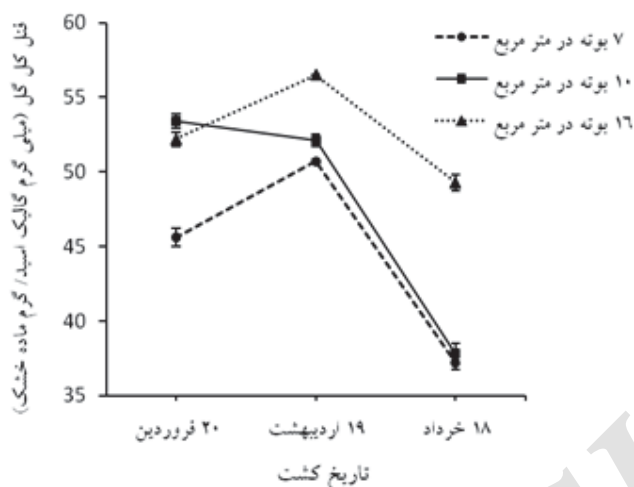 فنل کل گل (میلی گرم گالیک اسید/ گرم ماده خشک)
60
55
50
45
40
35
۷ بوته در متر مربع
۱۰ بوته در متر مربع
۱۶ بوته در متر مربع
۲۰ فروردین
۱۹ اردیبهشت
۱۸ خرداد
تاریخ کشت